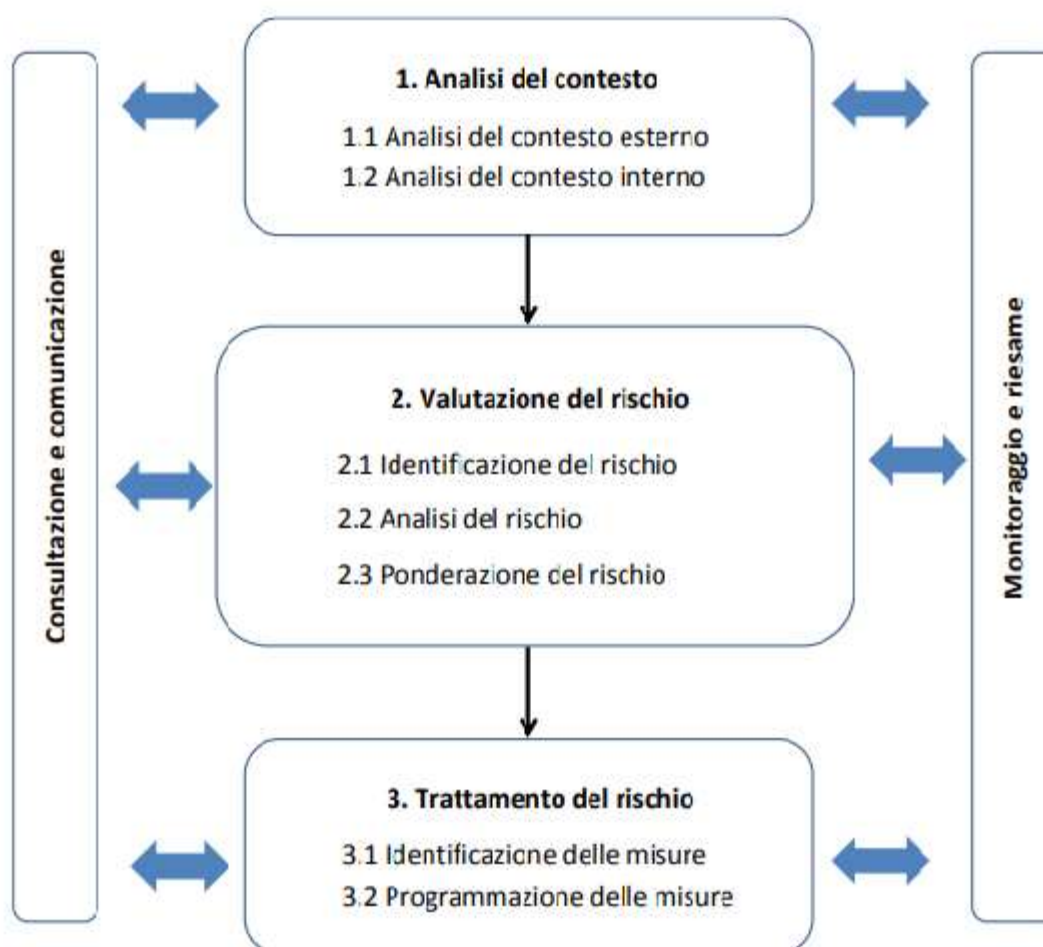 Consultazione e comunicazione
1. Analisi del contesto
1.1 Analisi del contesto esterno
1.2 Analisi del contesto interno
2. Valutazione del rischio
2.1 Identificazione del rischio
2.2 Analisi del rischio
2.3 Ponderazione del rischio
3. Trattamento del rischio
3.1 Identificazione delle misure
3.2 Programmazione delle misure
Monitoraggio e riesame